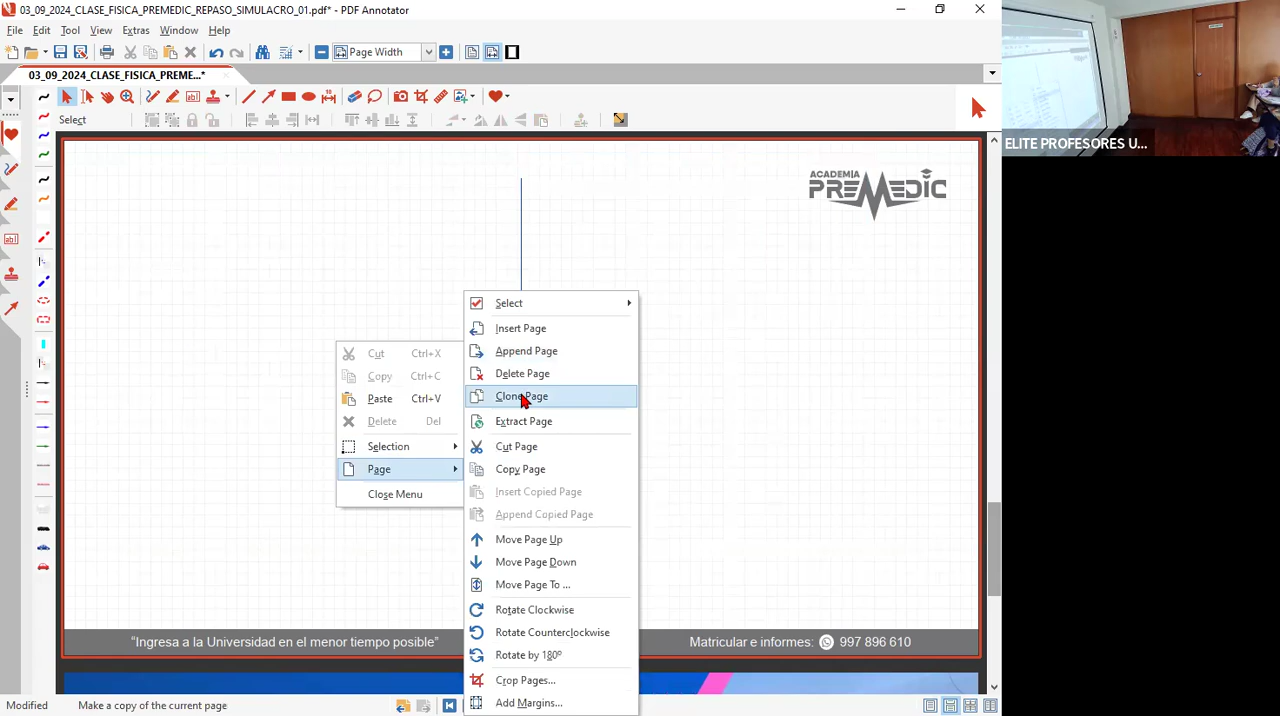 03_09_2024_CLASE_FISICA_PREMEDIC_REPASO_SIMULACRO_01.pdf* - PDF Annotator
File Edit Tool View Extras Window Help
Page Width
03_09_2024_CLASE_FISICA_PREME...*
Select
ELITE PROFESORES U...
ACADEMIA
PREMEDIC
Cut Ctrl+X
Copy Ctrl+C
Paste Ctrl+V
Delete Del
Selection
Page
Close Menu
Select
Insert Page
Append Page
Delete Page
Clone Page
Extract Page
Cut Page
Copy Page
Insert Copied Page
Append Copied Page
Move Page Up
Move Page Down
Move Page To ...
Rotate Clockwise
Rotate Counterclockwise
Rotate by 180º
Crop Pages...
Add Margins...
“Ingresa a la Universidad en el menor tiempo posible” Matricular e informes: 997 896 610
Modified Make a copy of the current page